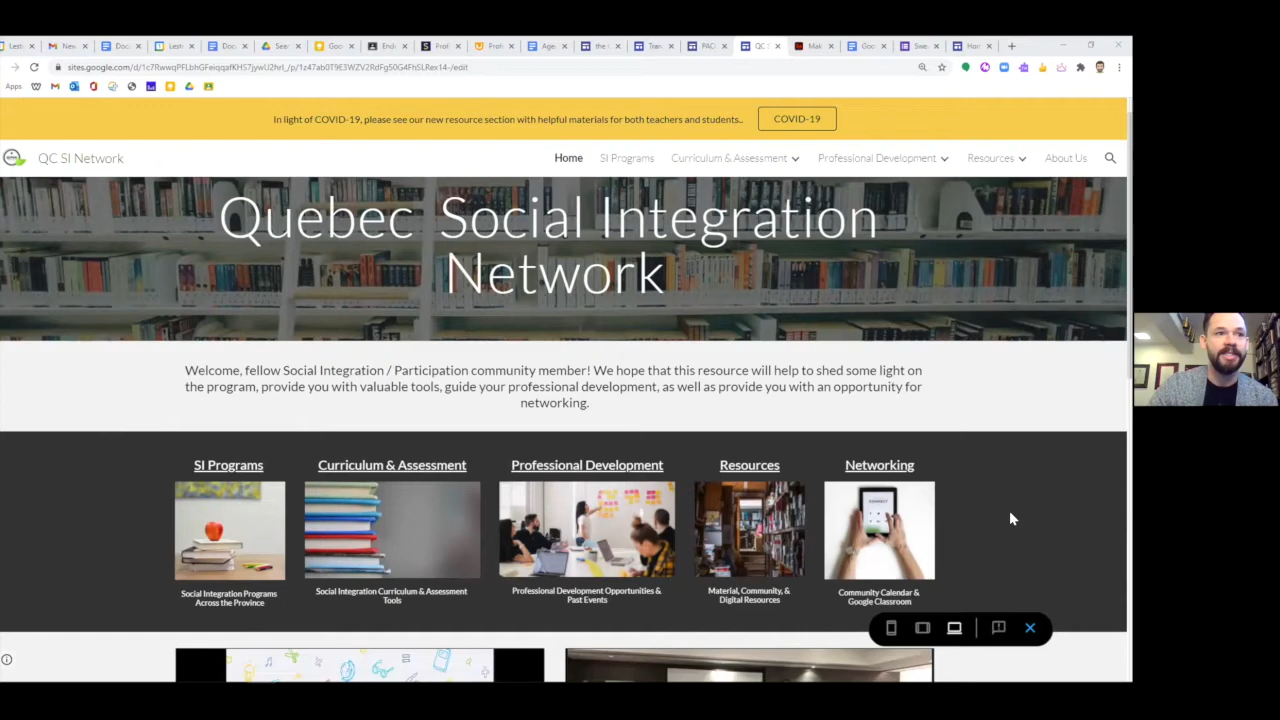 sites.google.com/d/1c7RwwqPFLbhGFeiqqafKHS7jywU2hrI_/p/1z47ab0T9E3WZV2RdFg50G4FhSLRex14-/edit
Apps
In light of COVID-19, please see our new resource section with helpful materials for both teachers and students..
COVID-19
QC SI Network
Home
SI Programs
Curriculum & Assessment
Professional Development
Resources
About Us
Quebec Social Integration
Network
Welcome, fellow Social Integration / Participation community member! We hope that this resource will help to shed some light on
the program, provide you with valuable tools, guide your professional development, as well as provide you with an opportunity for
networking.
SI Programs
Curriculum & Assessment
Professional Development
Resources
Networking
CONNECT
Social Integration Programs
Across the Province
Social Integration Curriculum & Assessment
Tools
Professional Development Opportunities &
Past Events
Material, Community, &
Digital Resources
Community Calendar &
Google Classroom